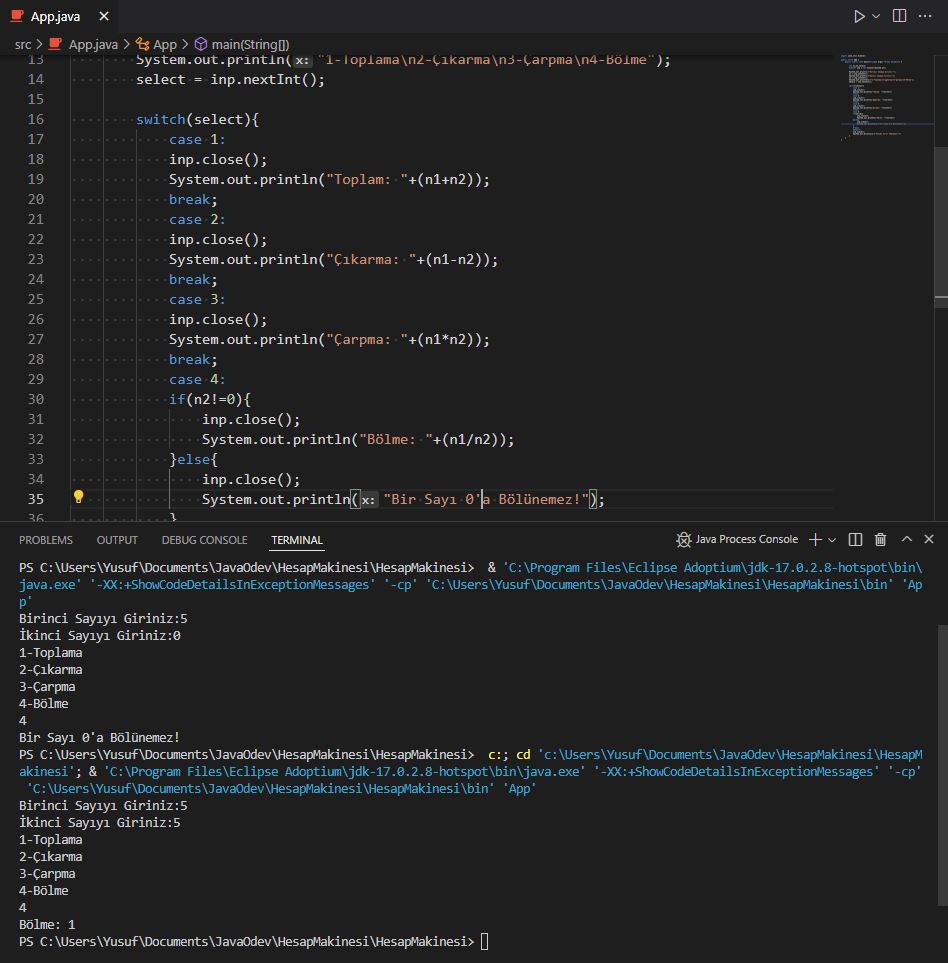 App.java
src > App.java > App > main(String[])
13 System.out.println(x: "1-Toplama\n2-Çıkarma\n3-Çarpma\n4-Bölme");
14 select = inp.nextInt();
15
16 switch(select){
17 case 1:
18 inp.close();
19 System.out.println("Toplam: "+(n1+n2));
20 break;
21 case 2:
22 inp.close();
23 System.out.println("Çıkarma: "+(n1-n2));
24 break;
25 case 3:
26 inp.close();
27 System.out.println("Çarpma: "+(n1*n2));
28 break;
29 case 4:
30 if(n2!=0){
31 inp.close();
32 System.out.println("Bölme: "+(n1/n2));
33 }else{
34 inp.close();
35 System.out.println(x: "Bir Sayı 0'a Bölünemez!");
36 }
PROBLEMS OUTPUT DEBUG CONSOLE TERMINAL Java Process Console
PS C:\Users\Yusuf\Documents\JavaOdev\HesapMakinesi\HesapMakinesi> & 'C:\Program Files\Eclipse Adoptium\jdk-17.0.2.8-hotspot\bin\
java.exe' '-XX:+ShowCodeDetailsInExceptionMessages' '-cp' 'C:\Users\Yusuf\Documents\JavaOdev\HesapMakinesi\HesapMakinesi\bin' 'Ap
p'
Birinci Sayıyı Giriniz:5
İkinci Sayıyı Giriniz:0
1-Toplama
2-Çıkarma
3-Çarpma
4-Bölme
4
Bir Sayı 0'a Bölünemez!
PS C:\Users\Yusuf\Documents\JavaOdev\HesapMakinesi\HesapMakinesi> c:; cd 'c:\Users\Yusuf\Documents\JavaOdev\HesapMakinesi\HesapM
akinesi'; & 'C:\Program Files\Eclipse Adoptium\jdk-17.0.2.8-hotspot\bin\java.exe' '-XX:+ShowCodeDetailsInExceptionMessages' '-cp'
'C:\Users\Yusuf\Documents\JavaOdev\HesapMakinesi\HesapMakinesi\bin' 'App'
Birinci Sayıyı Giriniz:5
İkinci Sayıyı Giriniz:5
1-Toplama
2-Çıkarma
3-Çarpma
4-Bölme
4
Bölme: 1
PS C:\Users\Yusuf\Documents\JavaOdev\HesapMakinesi\HesapMakinesi>